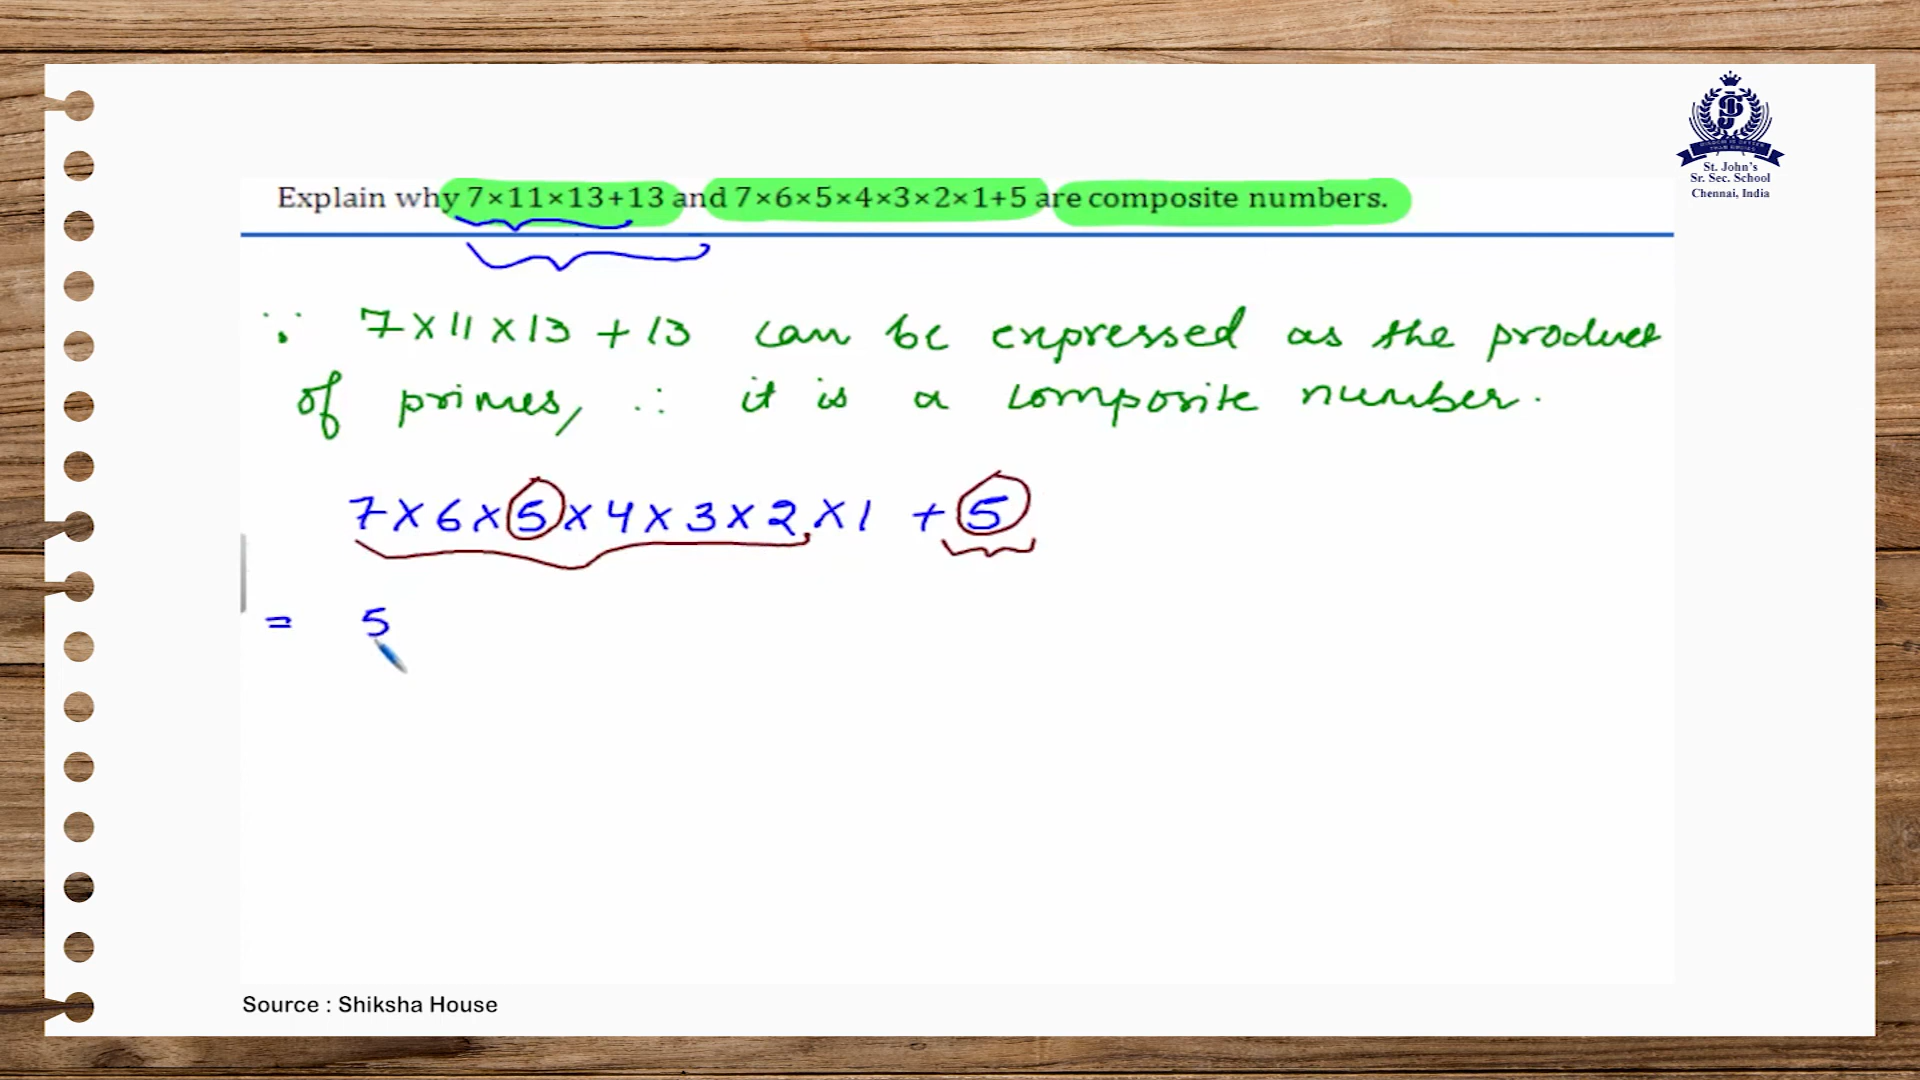 St. John's
Sr. Sec. School
Chennai, India
Explain why 7×11×13+13 and 7×6×5×4×3×2×1+5 are composite numbers.
∵ 7×11×13+13 can be expressed as the product
of primes, ∴ it is a composite number.
7×6×5×4×3×2×1 + 5
= 5
Source : Shiksha House